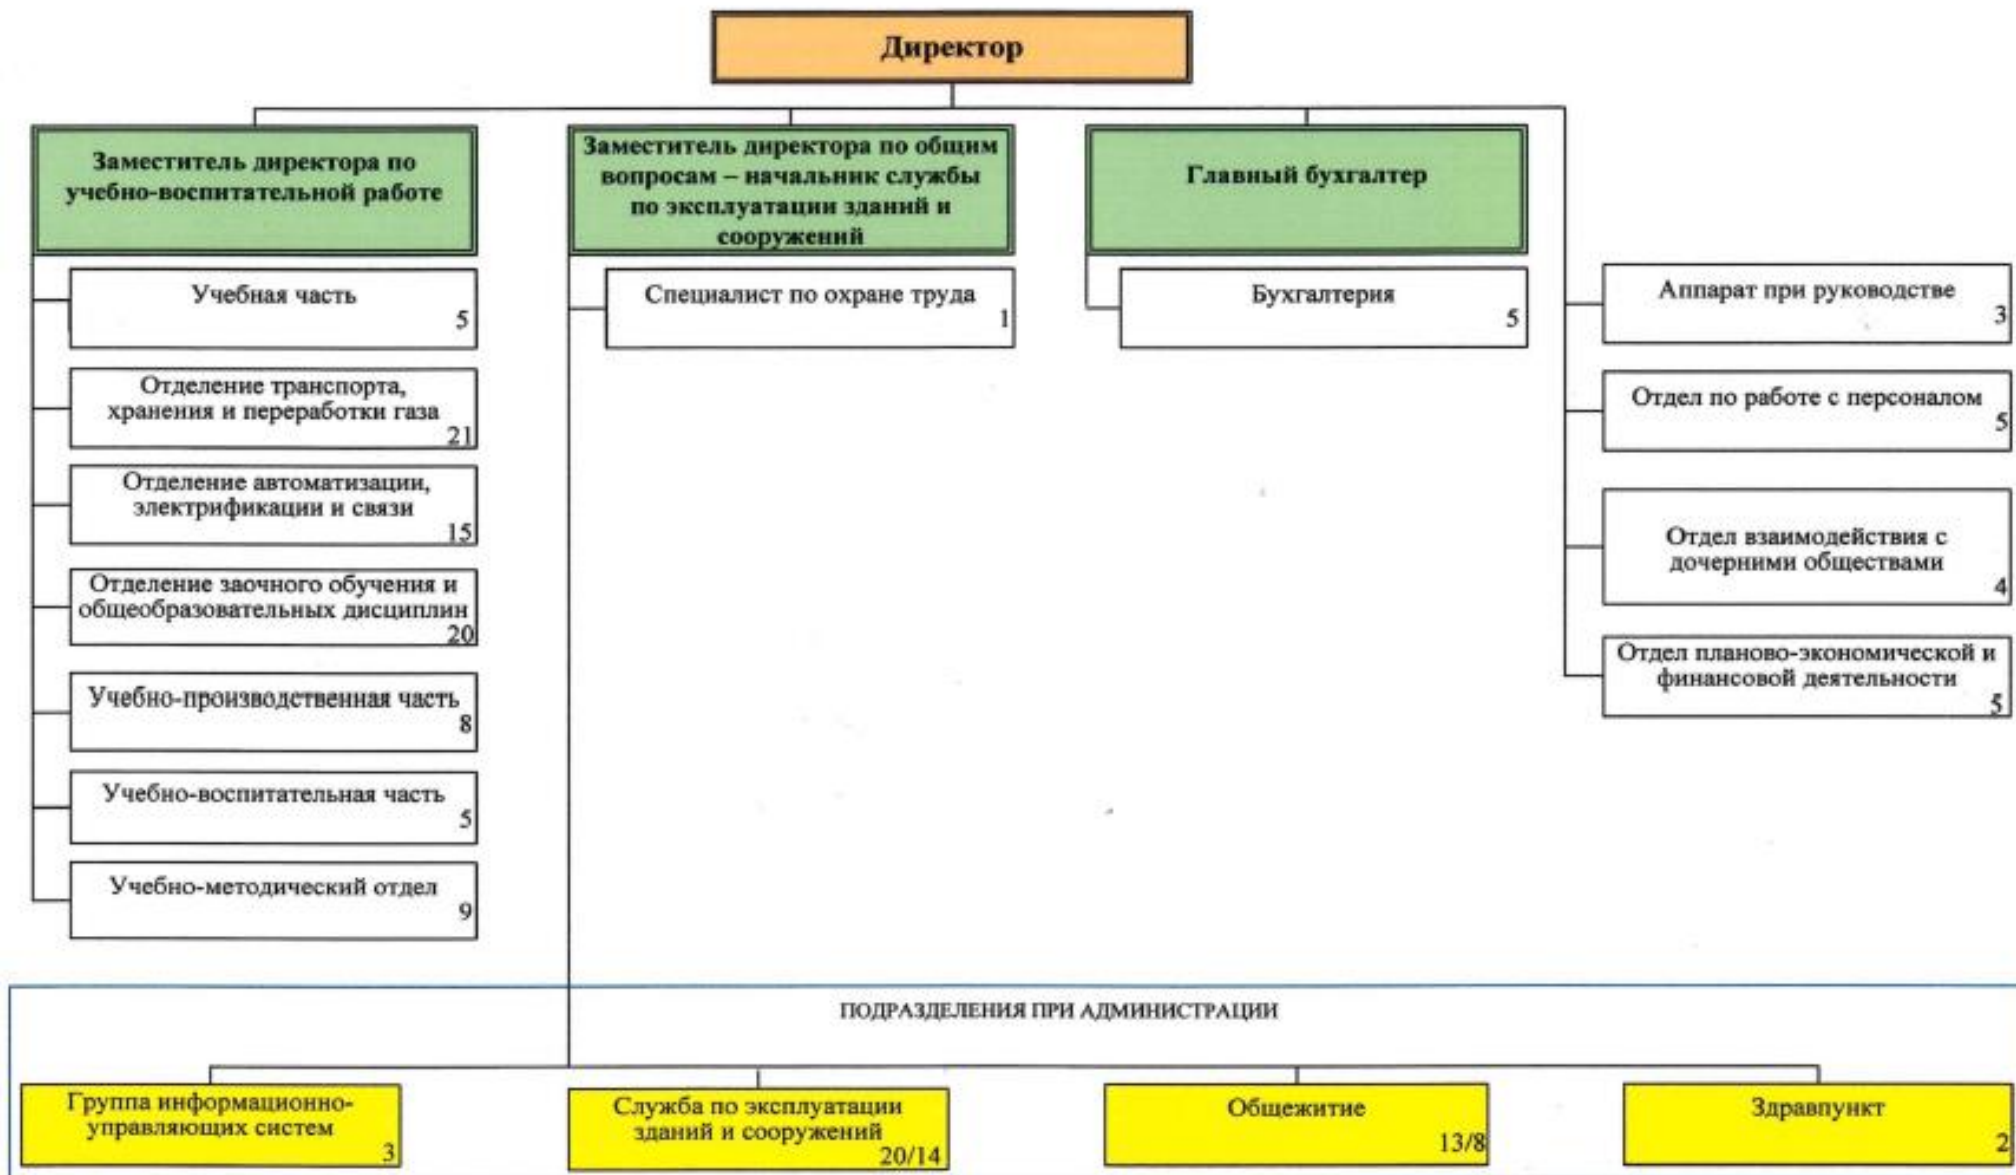 Директор
Заместитель директора по
учебно-воспитательной работе
Учебная часть
5
Отделение транспорта,
хранения и переработки газа
21
Отделение автоматизации,
электрификации и связи
15
Отделение заочного обучения и
общеобразовательных дисциплин
20
Учебно-производственная часть
8
Учебно-воспитательная часть
5
Учебно-методический отдел
9
Заместитель директора по общим
вопросам – начальник службы
по эксплуатации зданий и
сооружений
Специалист по охране труда
1
Главный бухгалтер
Бухгалтерия
5
Аппарат при руководстве
3
Отдел по работе с персоналом
5
Отдел взаимодействия с
дочерними обществами
4
Отдел планово-экономической и
финансовой деятельности
5
ПОДРАЗДЕЛЕНИЯ ПРИ АДМИНИСТРАЦИИ
Группа информационно-
управляющих систем
3
Служба по эксплуатации
зданий и сооружений
20/14
Общежитие
13/8
Здравпункт
2